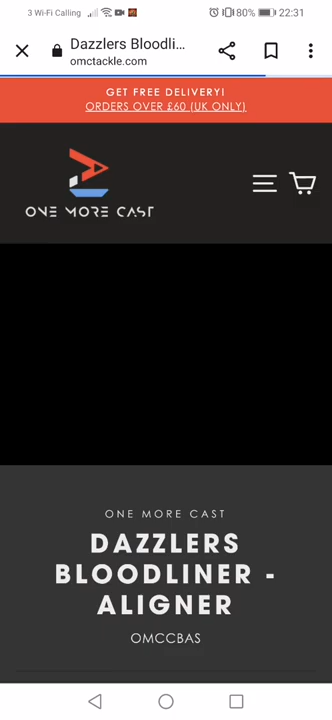 3 Wi-Fi Calling
80%
22:31
Dazzlers Bloodli...
omctackle.com
GET FREE DELIVERY!
ORDERS OVER £60 (UK ONLY)
ONE MORE CAST
ONE MORE CAST
DAZZLERS
BLOODLINER -
ALIGNER
OMCCBAS